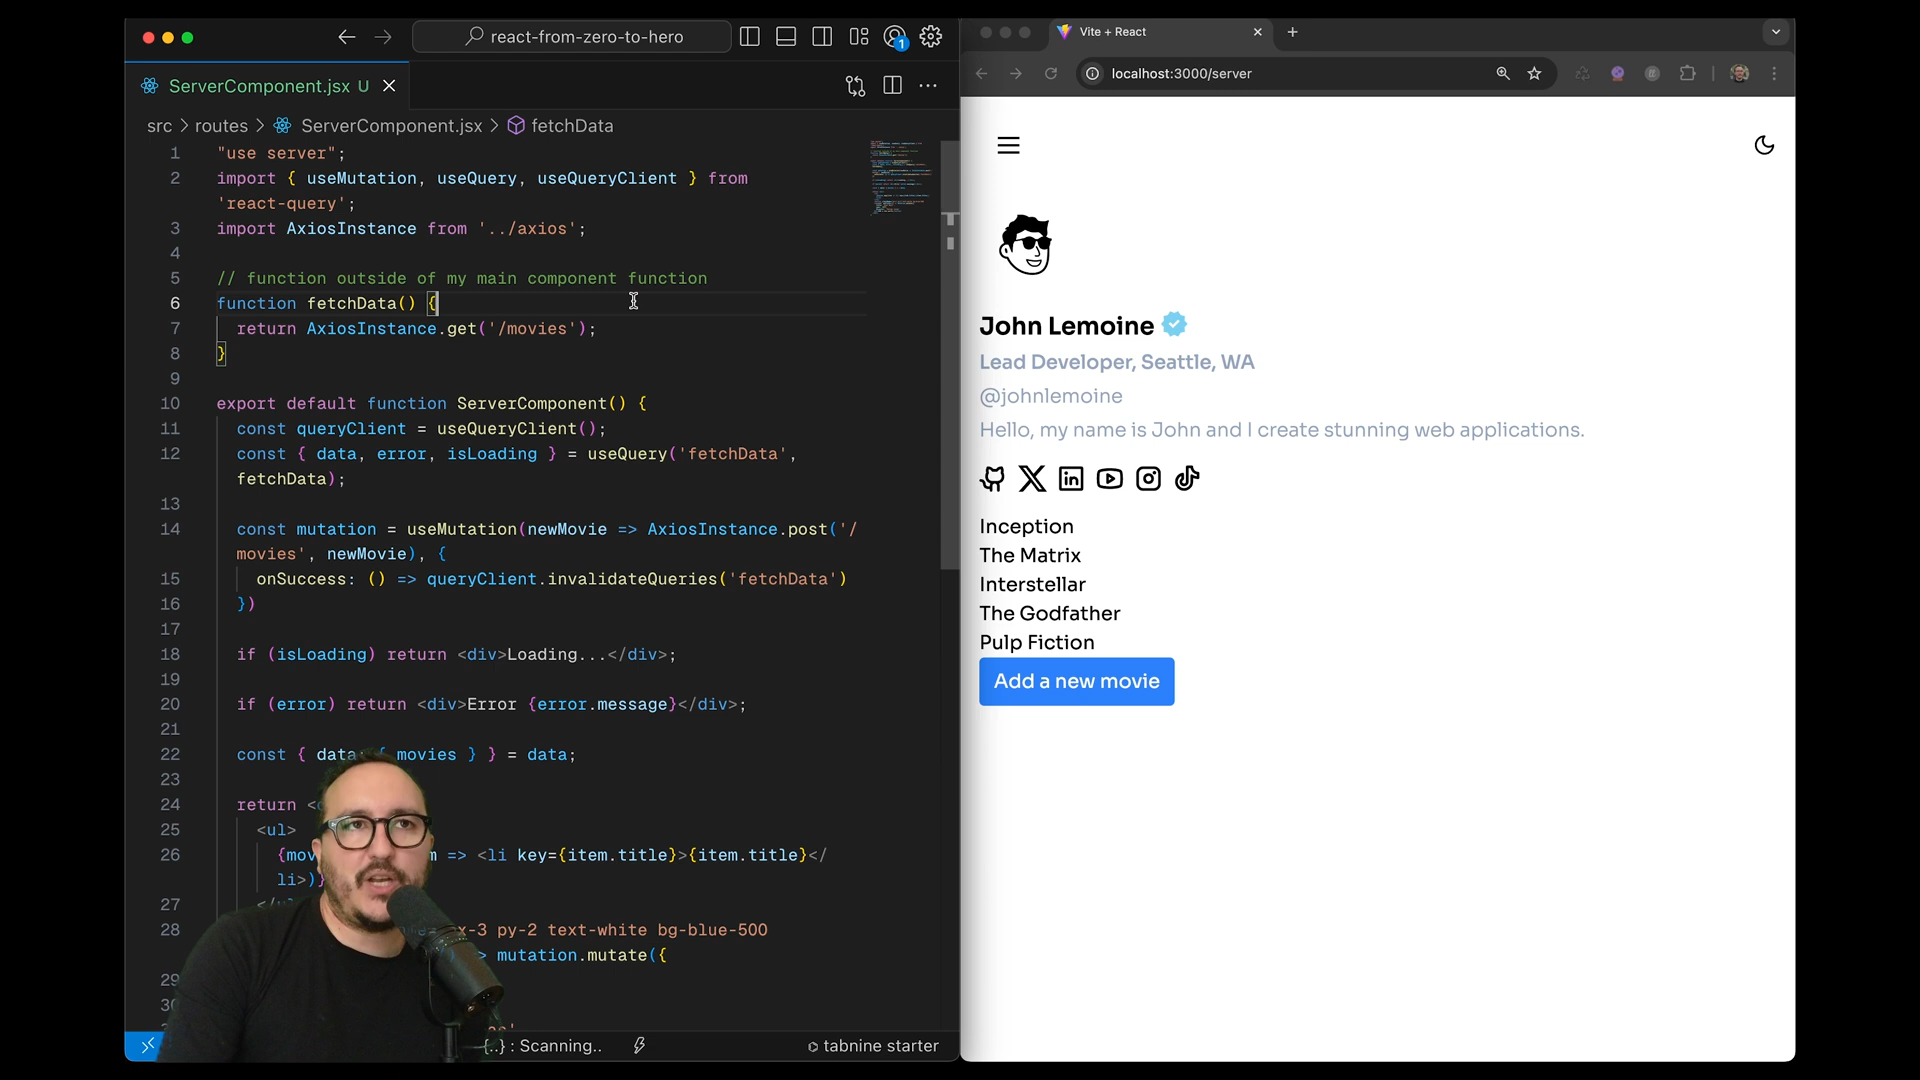 react-from-zero-to-hero
1
ServerComponent.jsx U
src > routes > ServerComponent.jsx > fetchData
1 "use server";
2 import { useMutation, useQuery, useQueryClient } from
'react-query';
3 import AxiosInstance from '../axios';
4
5 // function outside of my main component function
6 function fetchData() {
7 return AxiosInstance.get('/movies');
8 }
9
10 export default function ServerComponent() {
11 const queryClient = useQueryClient();
12 const { data, error, isLoading } = useQuery('fetchData',
fetchData);
13
14 const mutation = useMutation(newMovie => AxiosInstance.post('/
movies', newMovie), {
15 onSuccess: () => queryClient.invalidateQueries('fetchData')
16 })
17
18 if (isLoading) return <div>Loading...</div>;
19
20 if (error) return <div>Error {error.message}</div>;
21
22 const { data: { movies } } = data;
23
24 return <
25 <ul>
26 => <li key={item.title}>{item.title}</
li>)}
27
28 py-2 text-white bg-blue-500
mutation.mutate({
29
{..} : Scanning..
tabnine starter
Vite + React
localhost:3000/server
John Lemoine
Lead Developer, Seattle, WA
@johnlemoine
Hello, my name is John and I create stunning web applications.
Inception
The Matrix
Interstellar
The Godfather
Pulp Fiction
Add a new movie